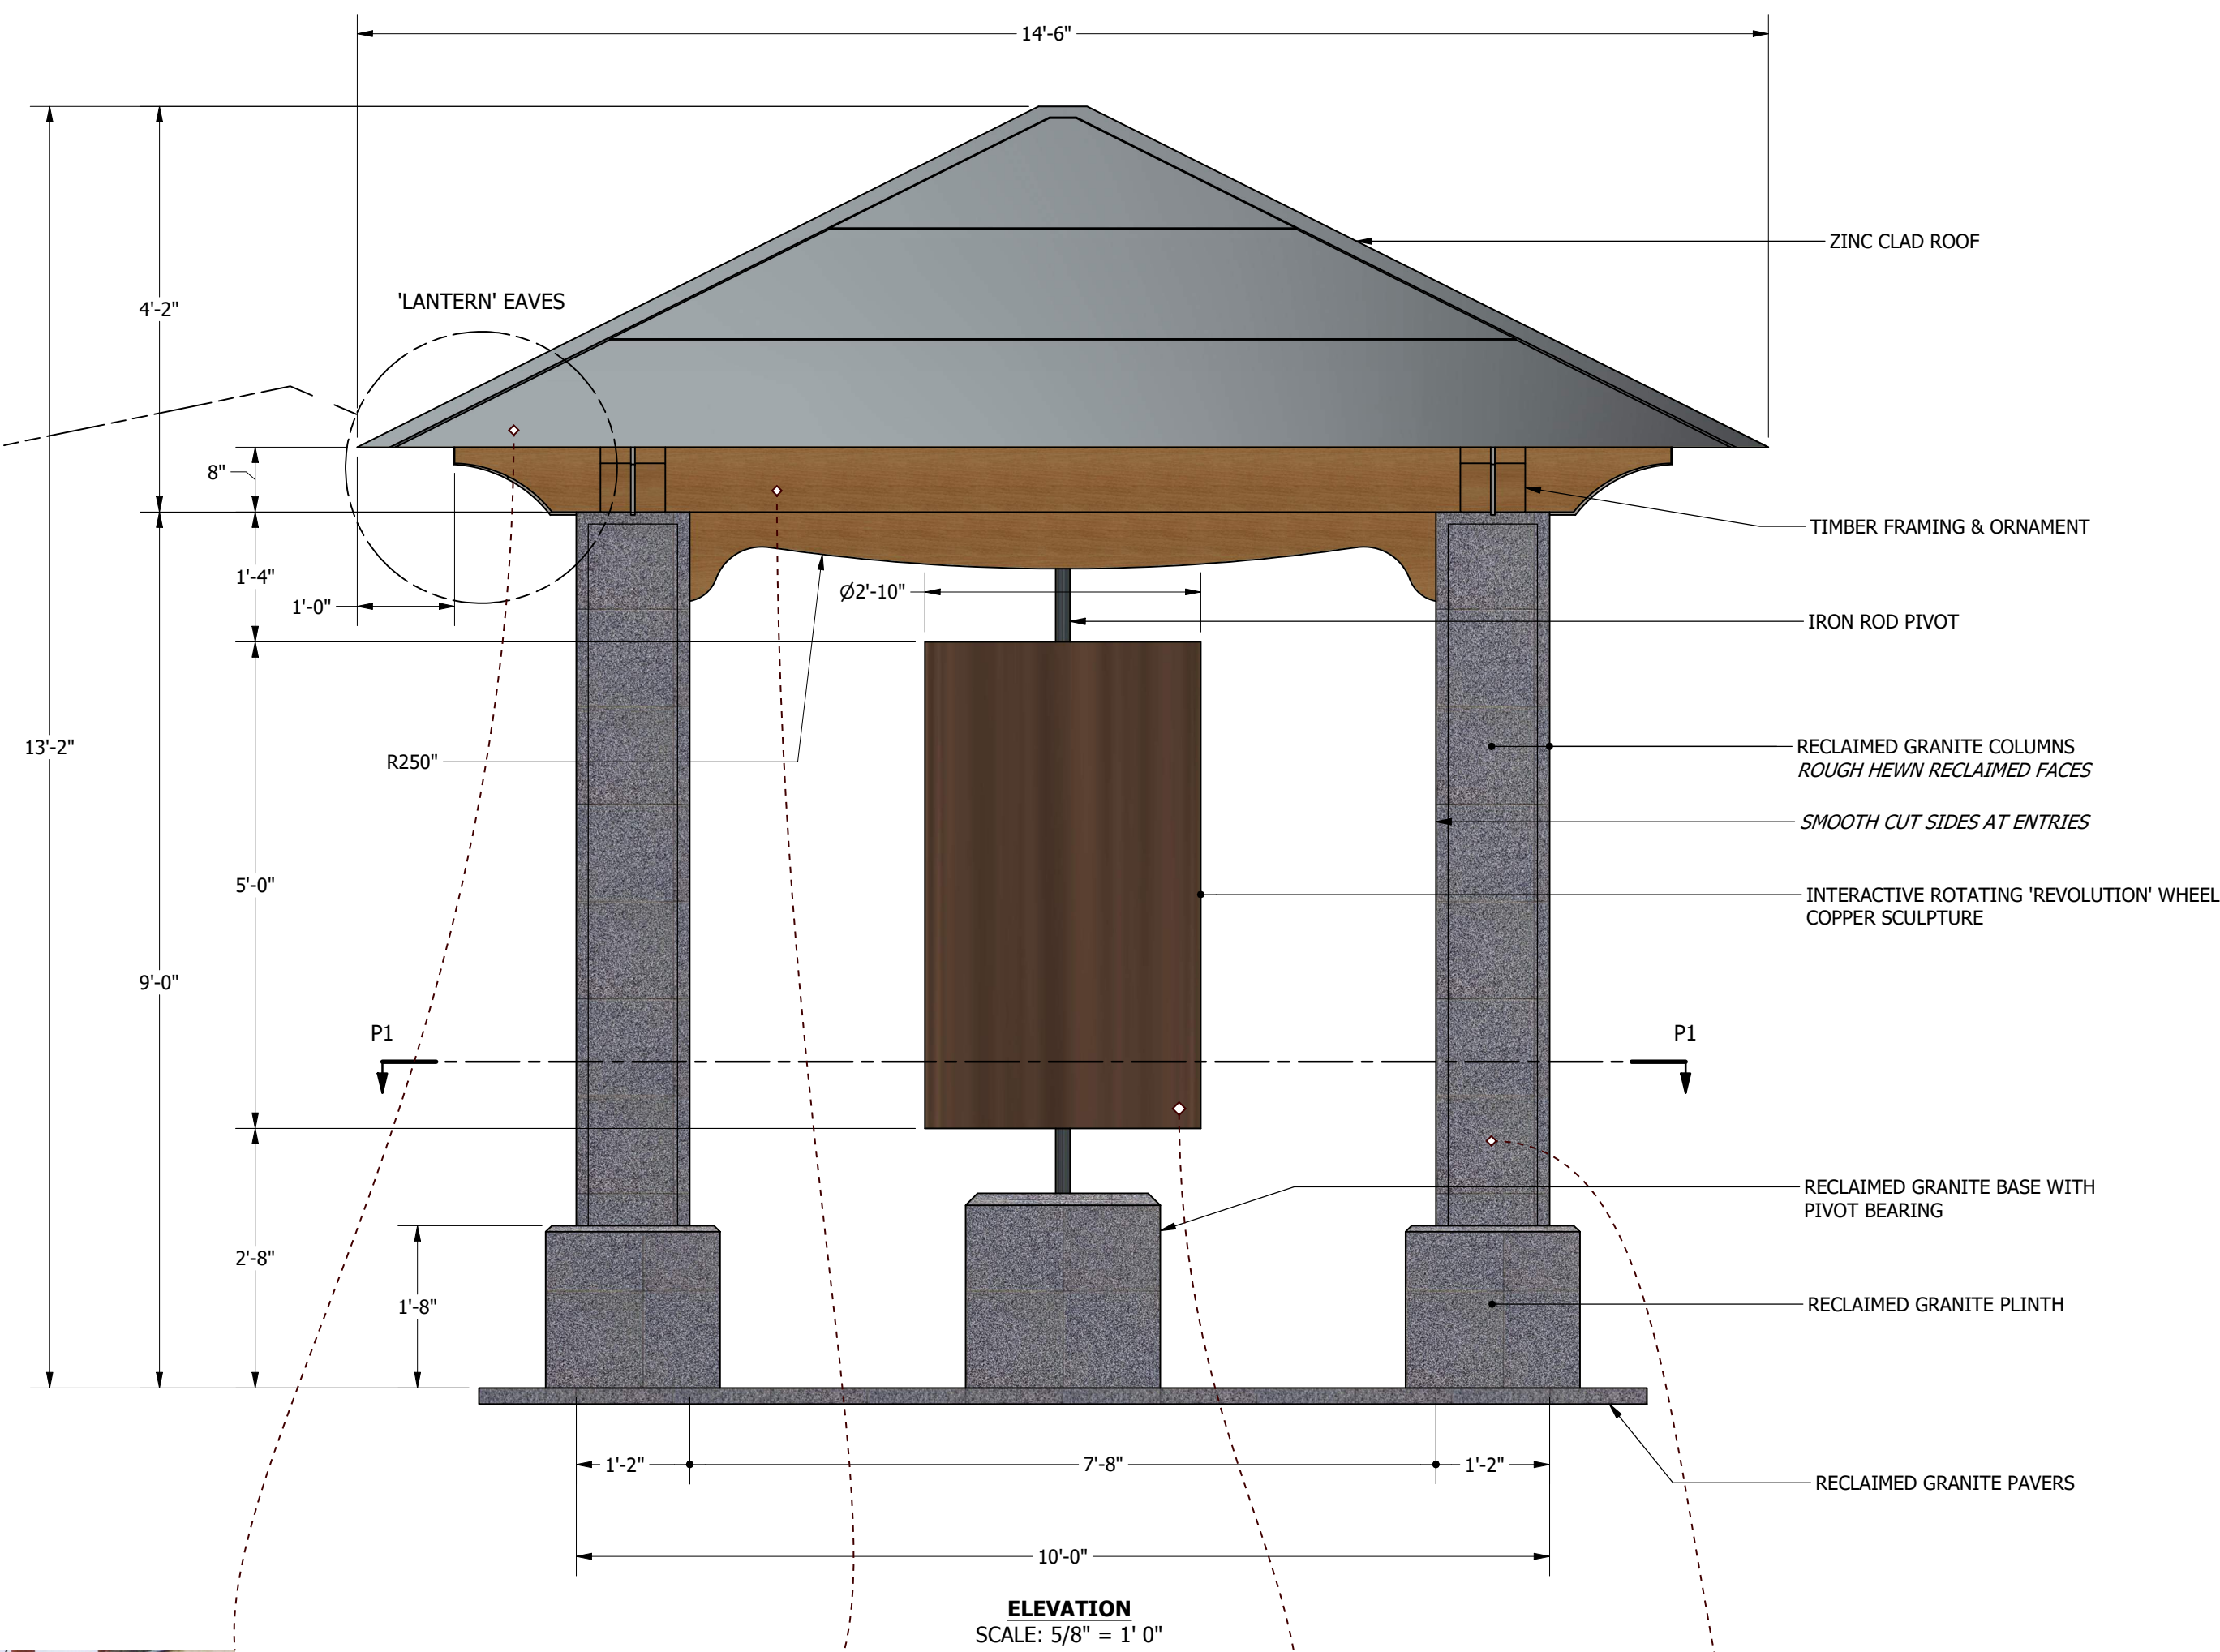 14'-6"
ZINC CLAD ROOF
'LANTERN' EAVES
4'-2"
8"
TIMBER FRAMING & ORNAMENT
1'-4"
Ø2'-10"
1'-0"
IRON ROD PIVOT
13'-2"
R250"
RECLAIMED GRANITE COLUMNS
ROUGH HEWN RECLAIMED FACES
SMOOTH CUT SIDES AT ENTRIES
5'-0"
INTERACTIVE ROTATING 'REVOLUTION' WHEEL
COPPER SCULPTURE
9'-0"
P1
P1
RECLAIMED GRANITE BASE WITH
PIVOT BEARING
2'-8"
1'-8"
RECLAIMED GRANITE PLINTH
1'-2"
7'-8"
1'-2"
RECLAIMED GRANITE PAVERS
10'-0"
ELEVATION
SCALE: 5/8" = 1' 0"